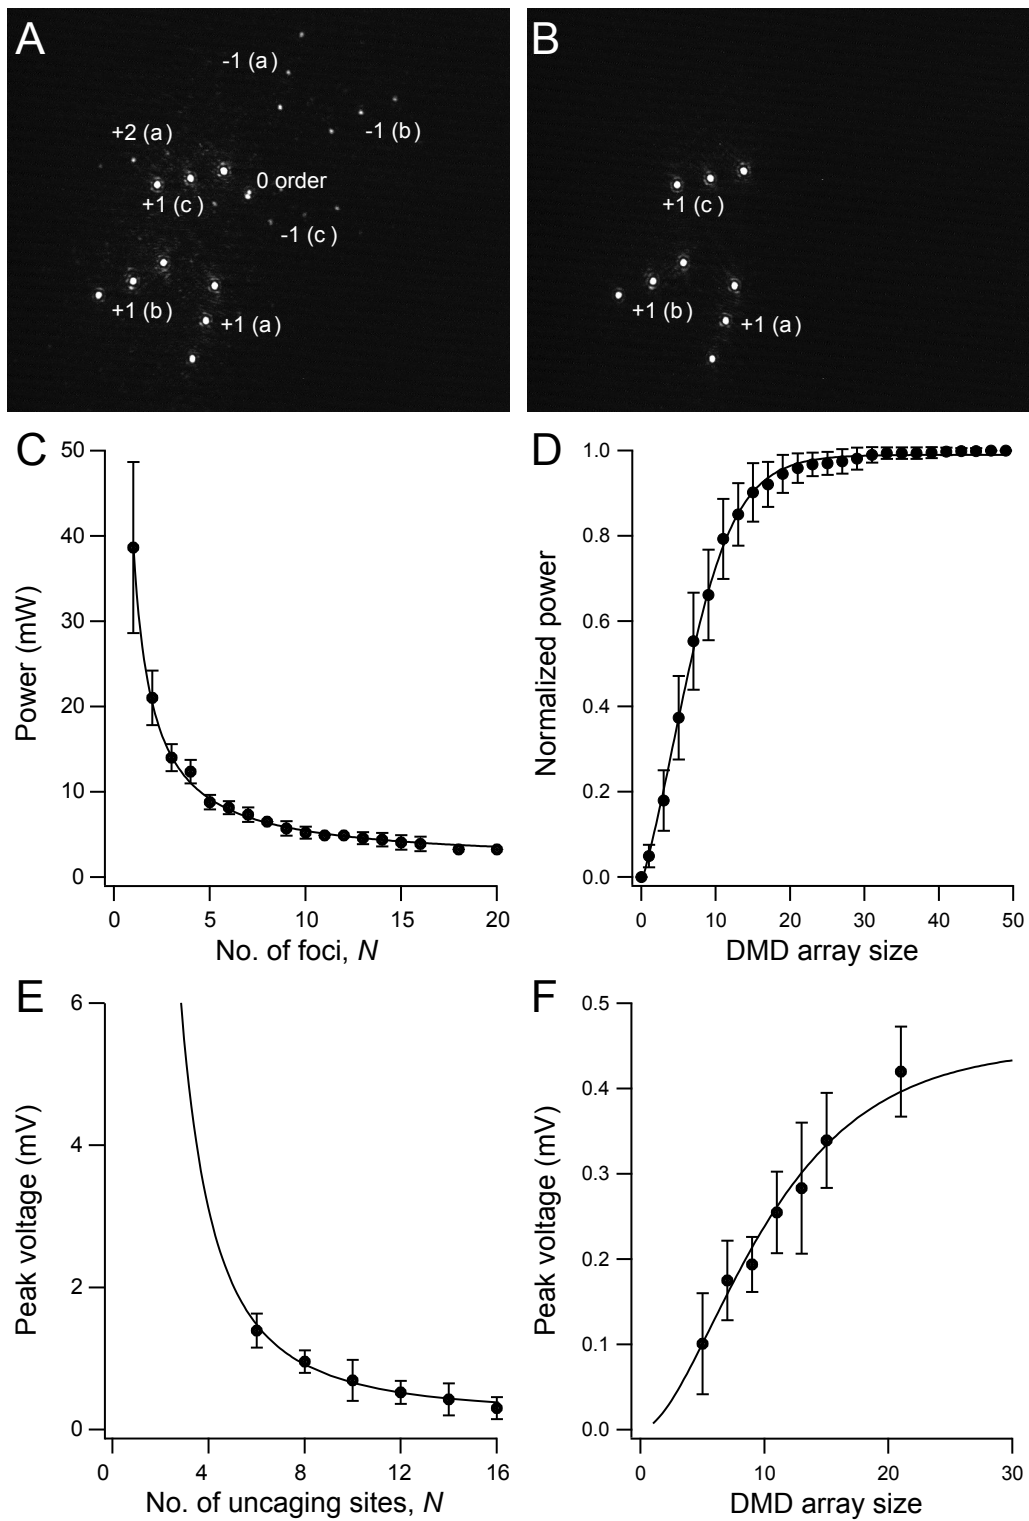 A
-1 (a)
-1 (b)
+2 (a)
0 order
+1 (c)
-1 (c)
+1 (b)
+1 (a)
B
+1 (c)
+1 (b)
+1 (a)
C
50
40
30
20
10
0
Power (mW)
0 5 10 15 20
No. of foci, N
D
1.0
0.8
0.6
0.4
0.2
0.0
Normalized power
0 10 20 30 40 50
DMD array size
E
6
4
2
0
Peak voltage (mV)
0 4 8 12 16
No. of uncaging sites, N
F
0.5
0.4
0.3
0.2
0.1
0.0
Peak voltage (mV)
0 10 20 30
DMD array size